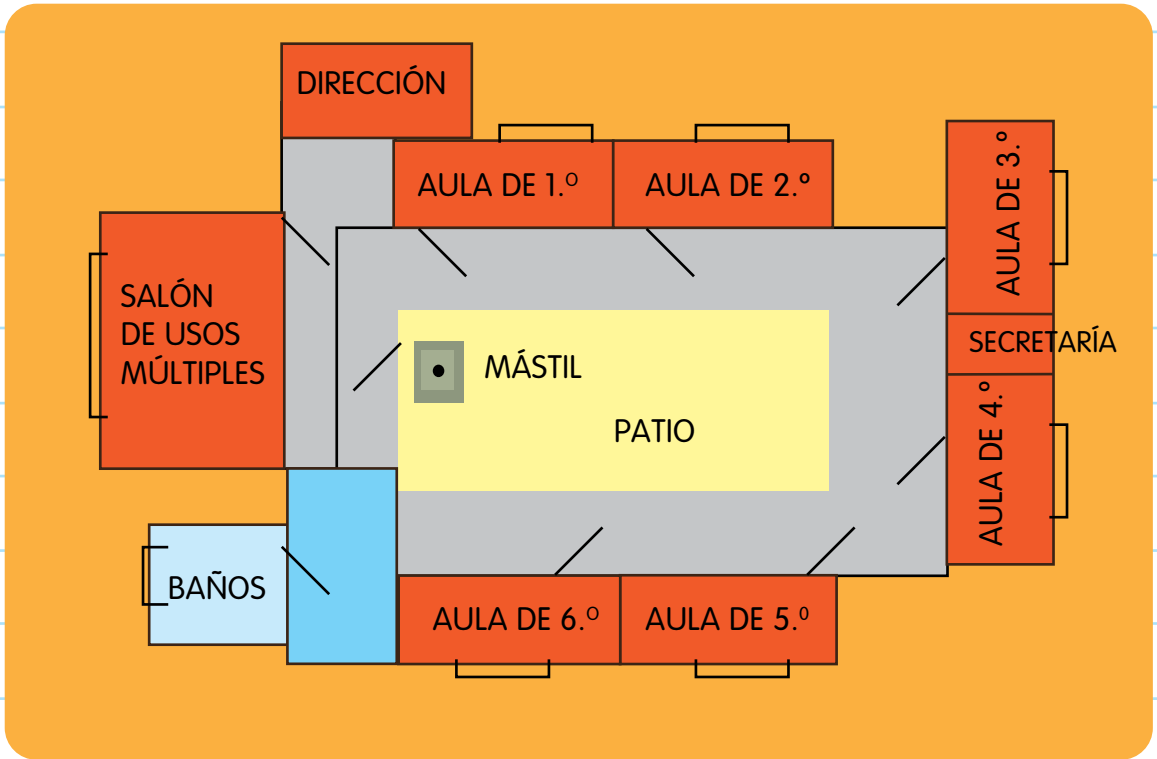 DIRECCIÓN
AULA DE 1.º
AULA DE 2.º
AULA DE 3.º
SALÓN
DE USOS
MÚLTIPLES
SECRETARÍA
MÁSTIL
PATIO
AULA DE 4.º
BAÑOS
AULA DE 6.º
AULA DE 5.⁰